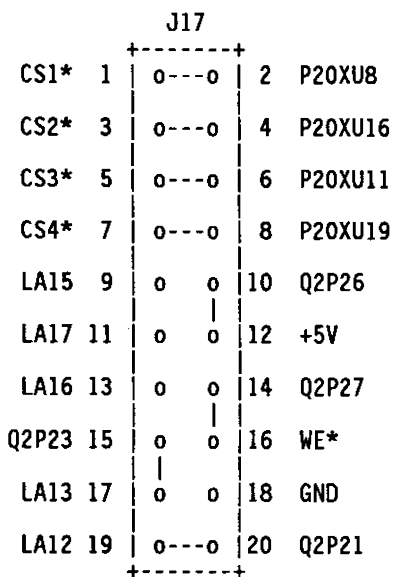 J17
+-------+
CS1* 1 | o---o | 2 P20XU8
CS2* 3 | o---o | 4 P20XU16
CS3* 5 | o---o | 6 P20XU11
CS4* 7 | o---o | 8 P20XU19
LA15 9 | o o |10 Q2P26
|
LA17 11 | o o |12 +5V
LA16 13 | o o |14 Q2P27
|
Q2P23 15 | o o |16 WE*
|
LA13 17 | o o |18 GND
LA12 19 | o---o |20 Q2P21
+-------+